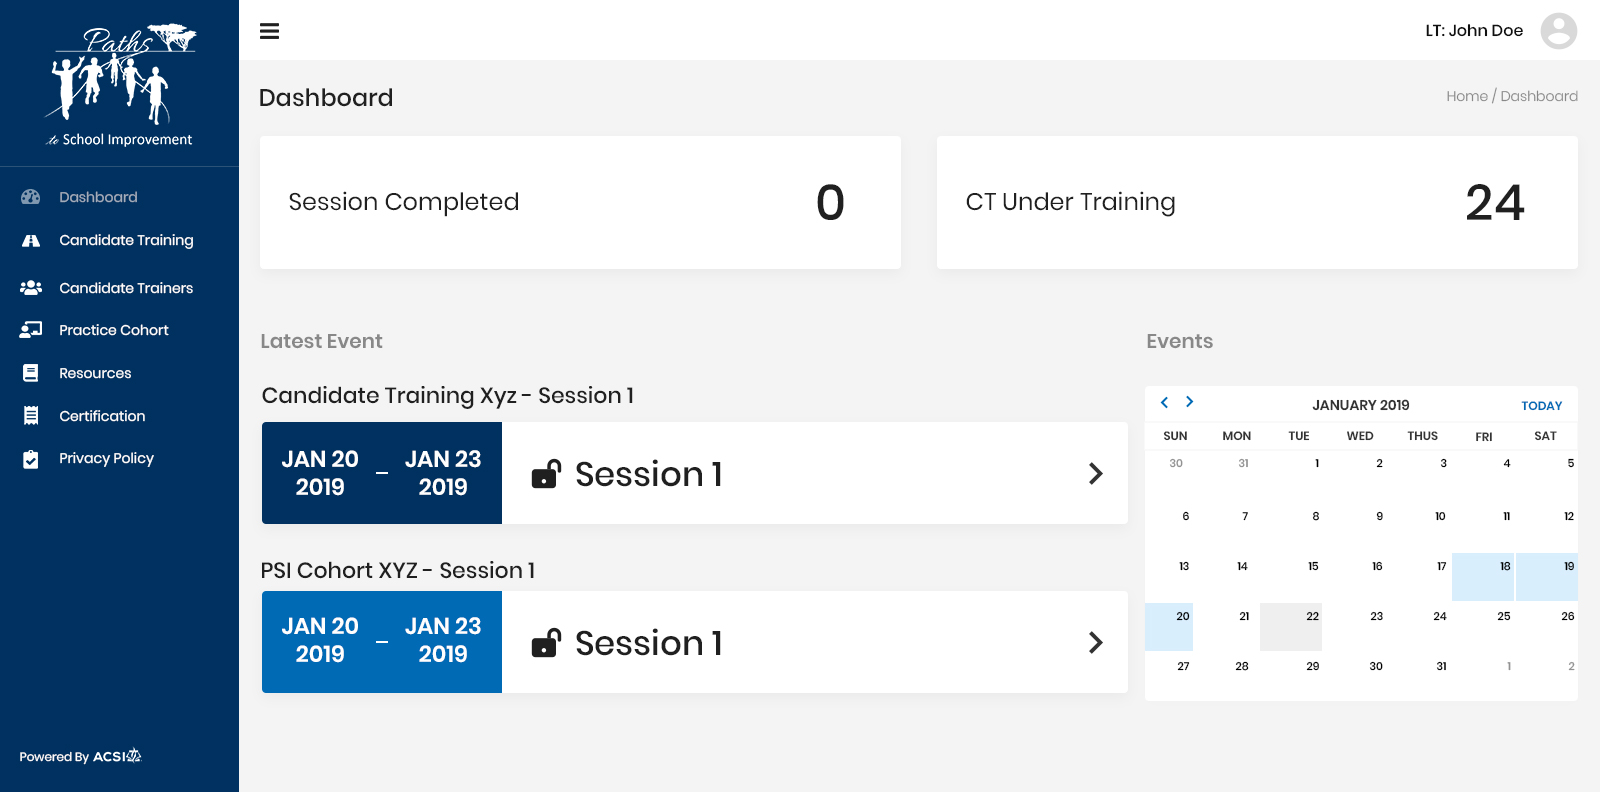 Paths
to School Improvement
Dashboard
Candidate Training
Candidate Trainers
Practice Cohort
Resources
Certification
Privacy Policy
Powered By ACSI
LT: John Doe
Dashboard
Home / Dashboard
Session Completed 0
CT Under Training 24
Latest Event
Candidate Training Xyz - Session 1
JAN 20 – JAN 23
2019 2019
Session 1
PSI Cohort XYZ - Session 1
JAN 20 – JAN 23
2019 2019
Session 1
Events
JANUARY 2019 TODAY
SUN MON TUE WED THUS FRI SAT
30 31 1 2 3 4 5
6 7 8 9 10 11 12
13 14 15 16 17 18 19
20 21 22 23 24 25 26
27 28 29 30 31 1 2